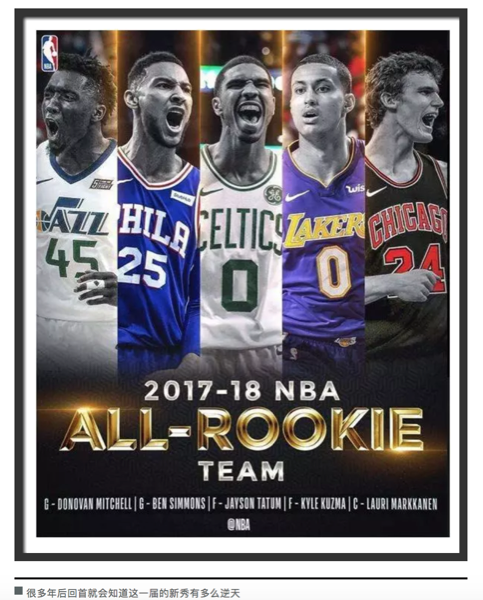 NBA
JAZZ
45
PHILA
25
CELTICS
0
LAKERS
0
wis
CHICAGO
24
2017-18 NBA
ALL-ROOKIE
TEAM
G - DONOVAN MITCHELL | G - BEN SIMMONS | F - JAYSON TATUM | F - KYLE KUZMA | C - LAURI MARKKANEN
@NBA
很多年后回首就会知道这一届的新秀有多么逆天